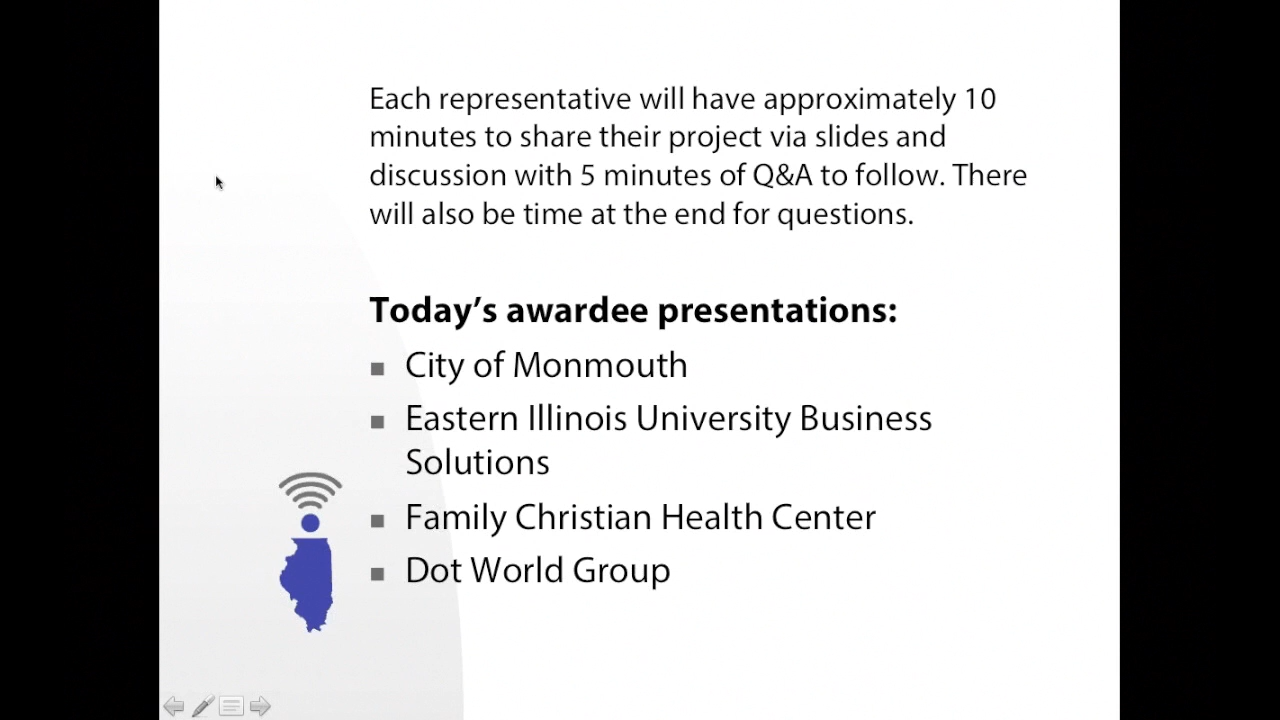 Each representative will have approximately 10
minutes to share their project via slides and
discussion with 5 minutes of Q&A to follow. There
will also be time at the end for questions.
Today’s awardee presentations:
City of Monmouth
Eastern Illinois University Business
Solutions
Family Christian Health Center
Dot World Group